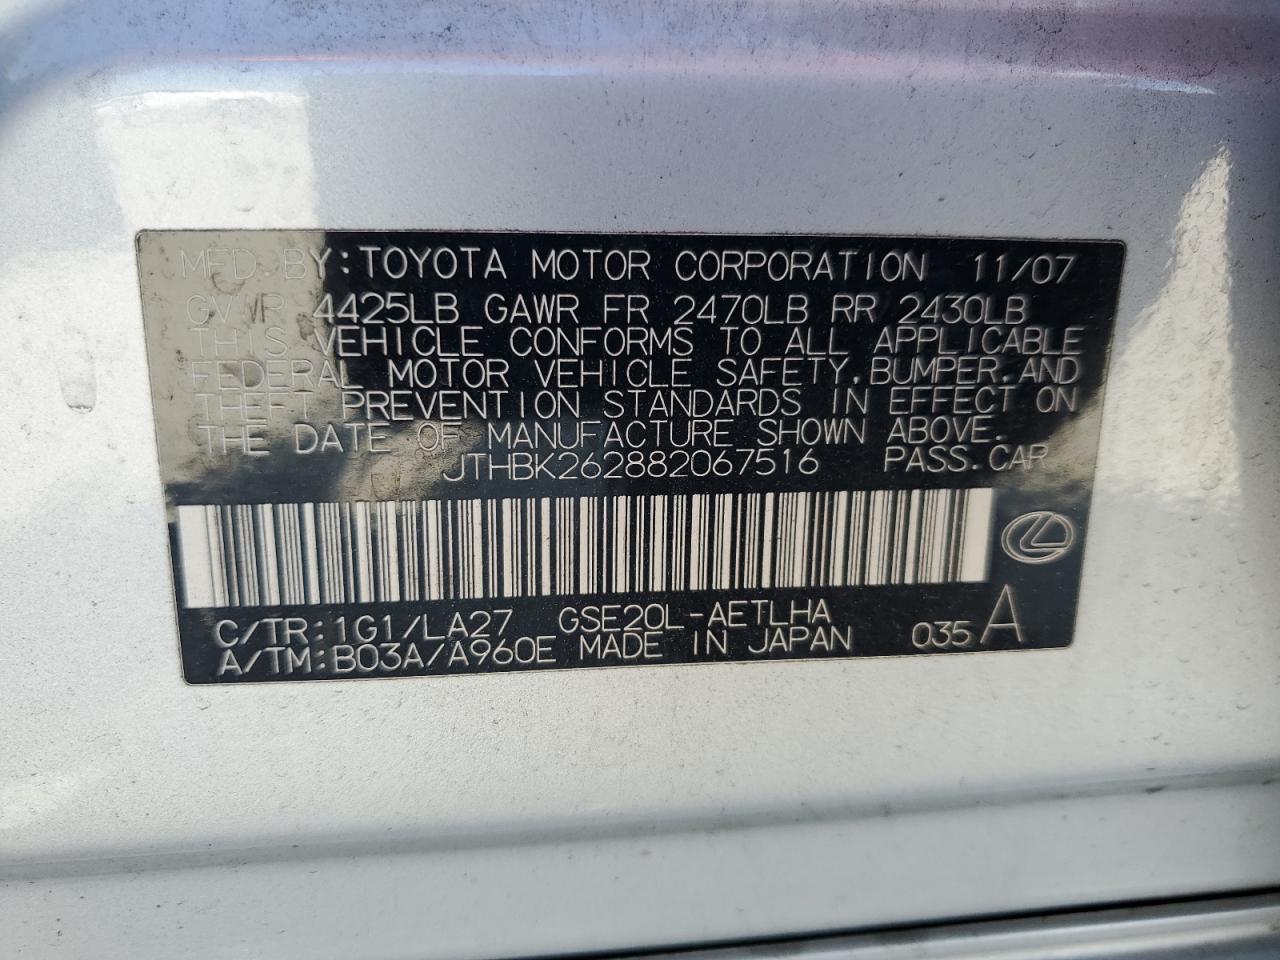 MFD. BY: TOYOTA MOTOR CORPORATION 11/07
GVWR 4425LB GAWR FR 2470LB RR 2430LB
THIS VEHICLE CONFORMS TO ALL APPLICABLE
FEDERAL MOTOR VEHICLE SAFETY, BUMPER, AND
THEFT PREVENTION STANDARDS IN EFFECT ON
THE DATE OF MANUFACTURE SHOWN ABOVE.
JTHBK262882067516 PASS. CAR
C/TR: 1G1/LA27 GSE20L-AETLHA
A/TM: B03A/A960E MADE IN JAPAN 035 A